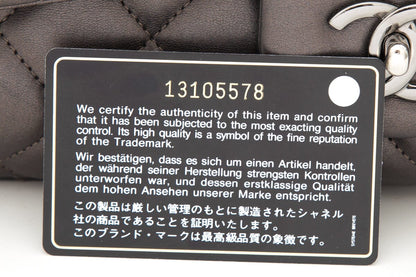 13105578
We certify the authenticity of this item and confirm
that it has been subjected to the most exacting quality
control. Its high quality is a symbol of the fine reputation
of the Trademark.
Wir bestätigen, dass es sich um einen Artikel handelt,
der während seiner Herstellung strengsten Kontrollen
unterworfen war, und dessen erstklassige Qualität
dem hohen Ansehen unserer Marke entspricht.
この製品は厳しい管理のもとに製造されたシャネル
社の商品であることを証明いたします。
このブランド・マークは最高級品質の象徴です。